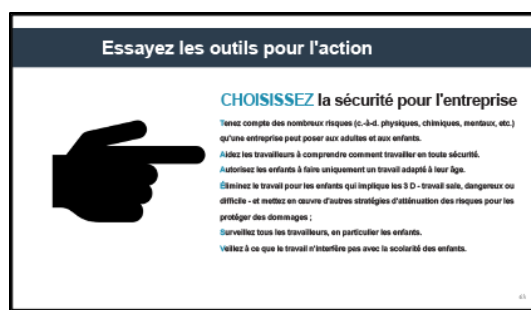 Essayez les outils pour l'action
CHOISISSEZ la sécurité pour l'entreprise
Tenez compte des nombreux risques (c.-à-d. physiques, chimiques, mentaux, etc.)
qu'une entreprise peut poser aux adultes et aux enfants.
Aidez les travailleurs à comprendre comment travailler en toute sécurité.
Autorisez les enfants à faire uniquement un travail adapté à leur âge.
Éliminez le travail pour les enfants qui implique les 3 D - travail sale, dangereux ou
difficile - et mettez en œuvre d'autres stratégies d'atténuation des risques pour les
protéger des dommages ;
Surveillez tous les travailleurs, en particulier les enfants.
Veillez à ce que le travail n'interfère pas avec la scolarité des enfants.